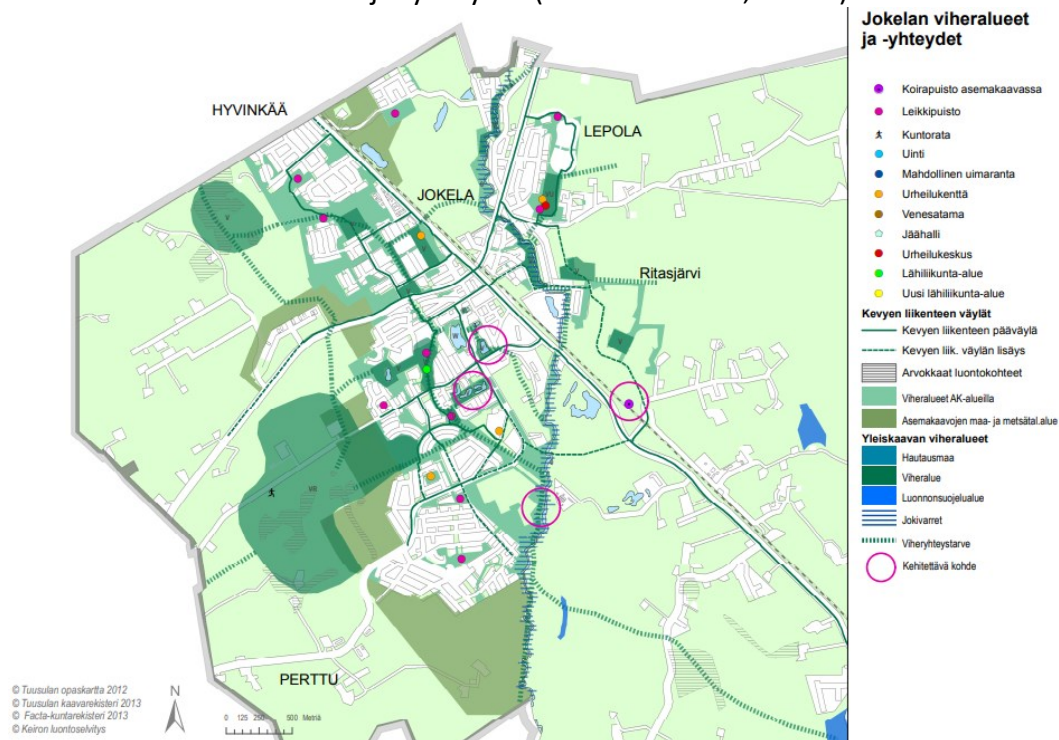 HYVINKÄÄ
LEPOLA
JOKELA
Ritasjärvi
PERTTU
© Tuusulan opaskartta 2012
© Tuusulan kaavarekisteri 2013
© Facta-kuntarekisteri 2013
© Keiron luontoselvitys
N
0 125 250 500 Metriä
Jokelan viheralueet
ja -yhteydet
Koirapuisto asemakaavassa
Leikkipuisto
Kuntorata
Uinti
Mahdollinen uimaranta
Urheilukenttä
Venesatama
Jäähalli
Urheilukeskus
Lähiliikunta-alue
Uusi lähiliikunta-alue
Kevyen liikenteen väylät
Kevyen liikenteen pääväylä
Kevyen liik. väylän lisäys
Arvokkaat luontokohteet
Viheralueet AK-alueilla
Asemakaavojen maa- ja metsätal.alue
Yleiskaavan viheralueet
Hautausmaa
Viheralue
Luonnonsuojelualue
Jokivarret
Viheryhteystarve
Kehitettävä kohde